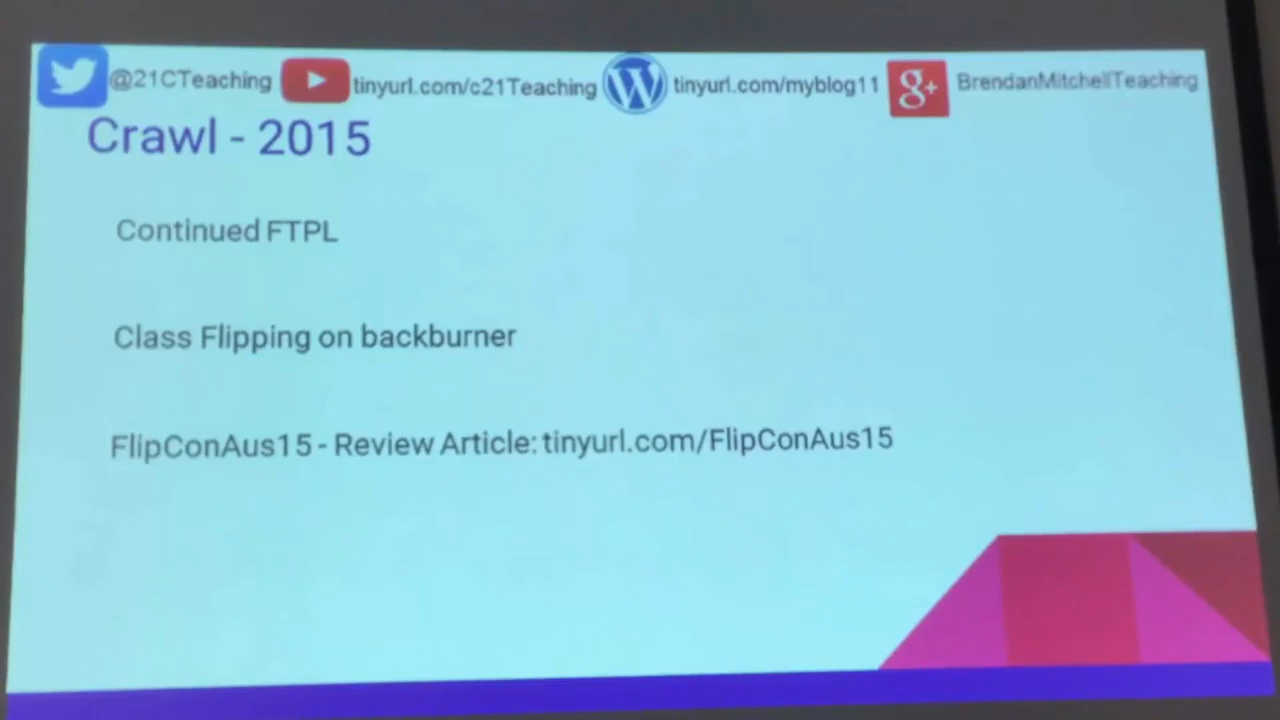 @21CTeaching tinyurl.com/c21Teaching tinyurl.com/myblog11 g+ BrendanMitchellTeaching
Crawl - 2015
Continued FTPL
Class Flipping on backburner
FlipConAus15 - Review Article: tinyurl.com/FlipConAus15